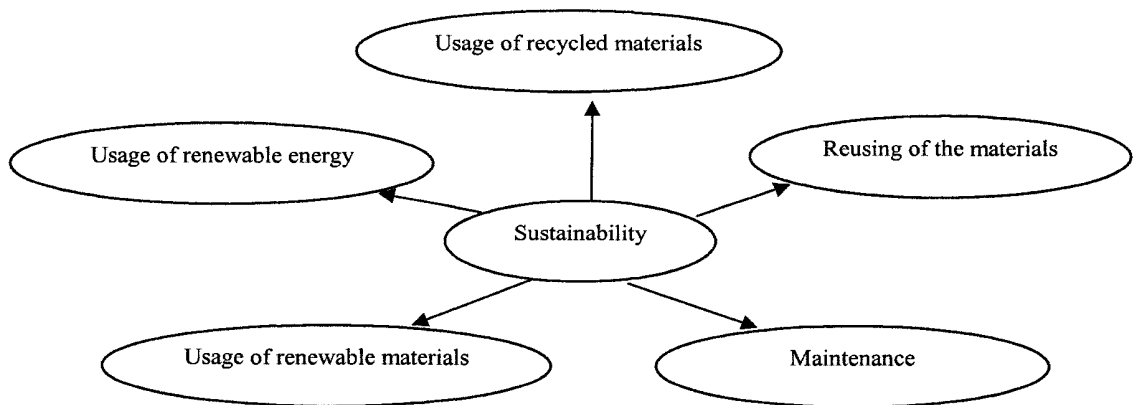 Usage of recycled materials
Usage of renewable energy
Reusing of the materials
Sustainability
Usage of renewable materials
Maintenance